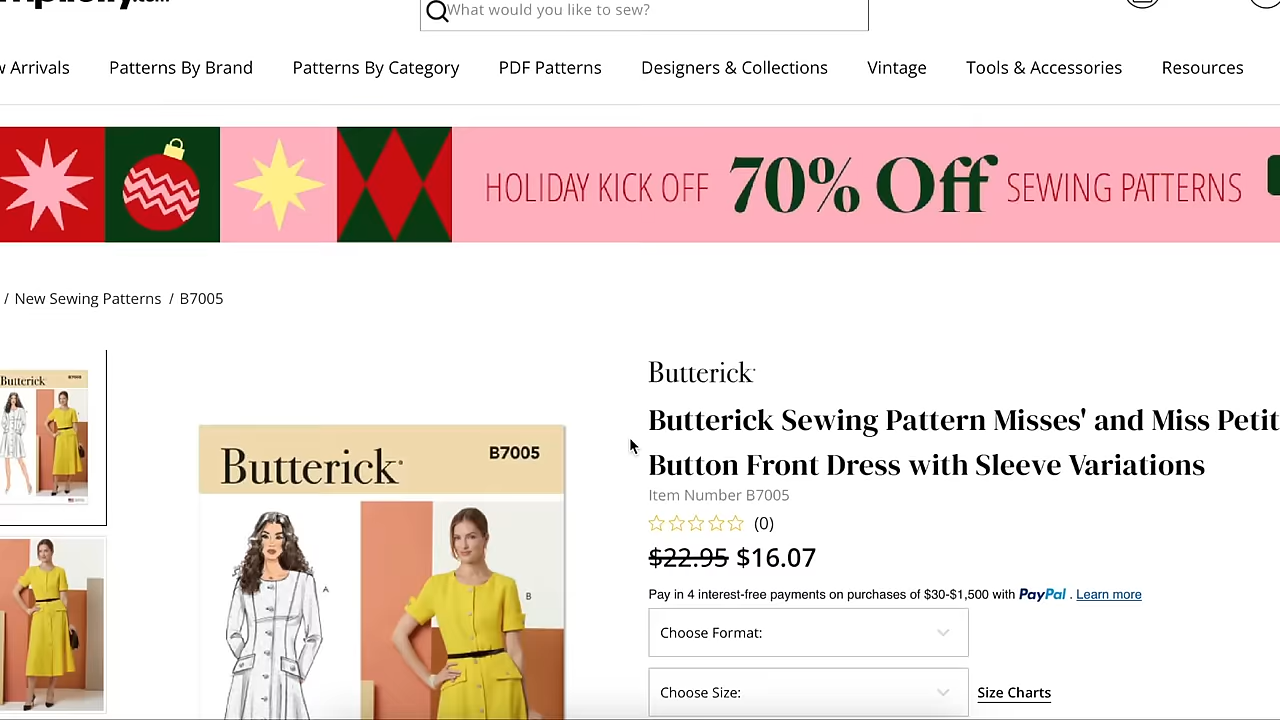 What would you like to sew?
Arrivals Patterns By Brand Patterns By Category PDF Patterns Designers & Collections Vintage Tools & Accessories Resources
HOLIDAY KICK OFF 70% Off SEWING PATTERNS
/ New Sewing Patterns / B7005
Butterick
Butterick Sewing Pattern Misses' and Miss Petit
Button Front Dress with Sleeve Variations
Item Number B7005
(0)
$22.95 $16.07
Pay in 4 interest-free payments on purchases of $30-$1,500 with PayPal . Learn more
Choose Format:
Choose Size: Size Charts
Butterick B7005
Butterick B7005
A
B